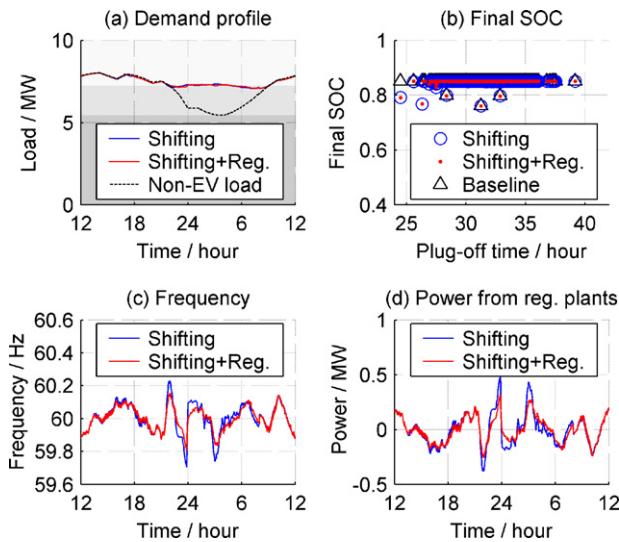 (a) Demand profile
10
5
0
Load / MW
Shifting
Shifting+Reg.
Non-EV load
12 18 24 6 12
Time / hour
(b) Final SOC
1
0.8
0.6
0.4
Final SOC
Shifting
Shifting+Reg.
Baseline
25 30 35 40
Plug-off time / hour
(c) Frequency
60.6
60.4
60.2
60
59.8
59.6
Frequency / Hz
Shifting
Shifting+Reg.
12 18 24 6 12
Time / hour
(d) Power from reg. plants
1
0.5
0
-0.5
Power / MW
Shifting
Shifting+Reg.
12 18 24 6 12
Time / hour